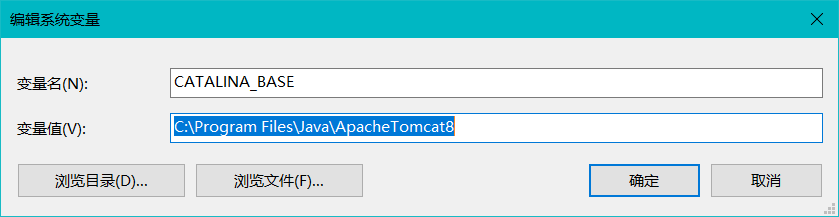 编辑系统变量
变量名(N): CATALINA_BASE
变量值(V): C:\Program Files\Java\ApacheTomcat8
浏览目录(D)... 浏览文件(F)... 确定 取消